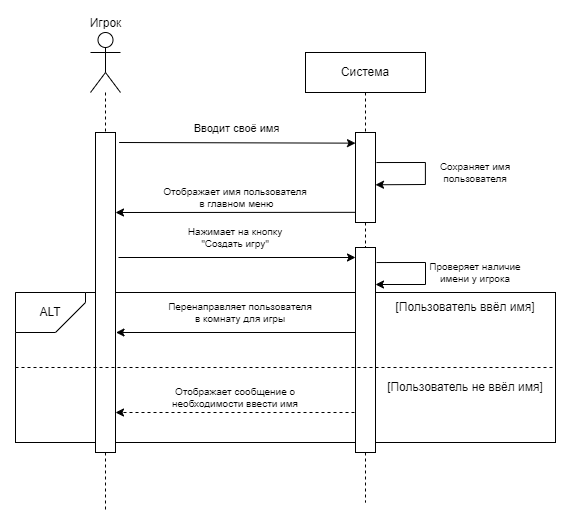 Игрок
Система
Вводит своё имя
Сохраняет имя
пользователя
Отображает имя пользователя
в главном меню
Нажимает на кнопку
"Создать игру"
Проверяет наличие
имени у игрока
ALT
Перенаправляет пользователя
в комнату для игры
[Пользователь ввёл имя]
[Пользователь не ввёл имя]
Отображает сообщение о
необходимости ввести имя